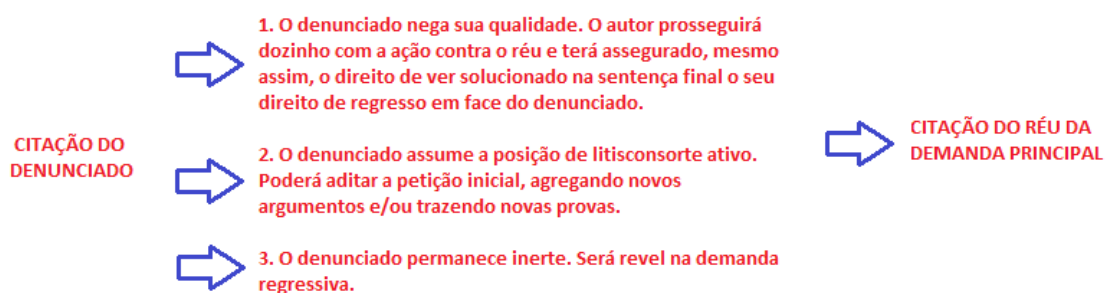 CITAÇÃO DO
DENUNCIADO
1. O denunciado nega sua qualidade. O autor prosseguirá
dozinho com a ação contra o réu e terá assegurado, mesmo
assim, o direito de ver solucionado na sentença final o seu
direito de regresso em face do denunciado.
2. O denunciado assume a posição de litisconsorte ativo.
Poderá aditar a petição inicial, agregando novos
argumentos e/ou trazendo novas provas.
3. O denunciado permanece inerte. Será revel na demanda
regressiva.
CITAÇÃO DO RÉU DA
DEMANDA PRINCIPAL